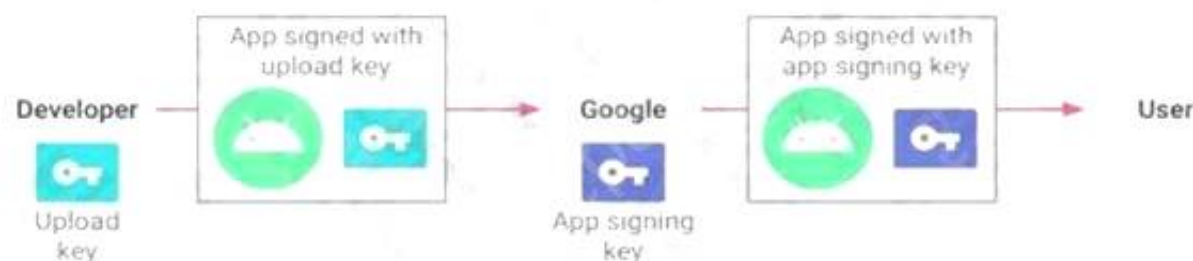 App signed with
upload key
App signed with
app signing key
Developer
Google
User
Upload
key
App signing
key